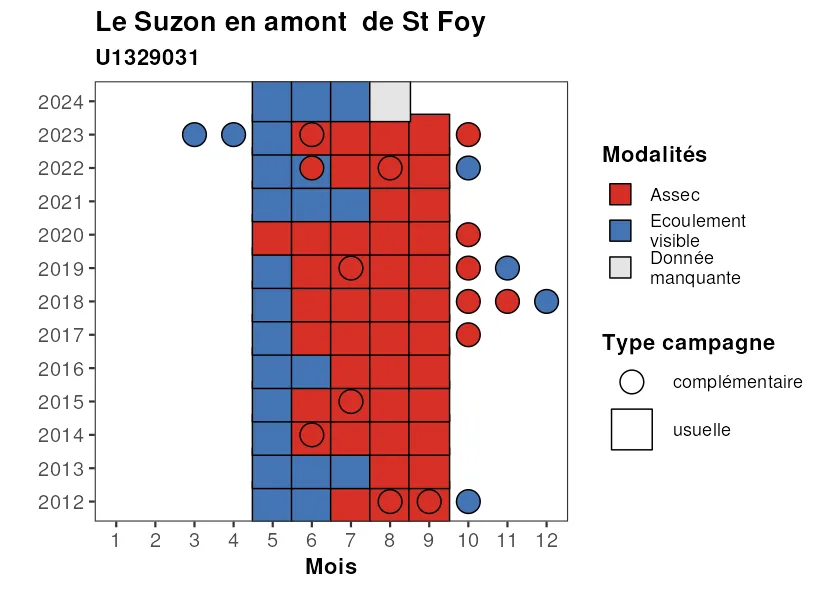 Le Suzon en amont  de St Foy
U1329031
2024
2023
2022
2021
2020
2019
2018
2017
2016
2015
2014
2013
2012
1 2 3 4 5 6 7 8 9 10 11 12
Mois
Modalités
Assec
Ecoulement
visible
Donnée
manquante
Type campagne
complémentaire
usuelle